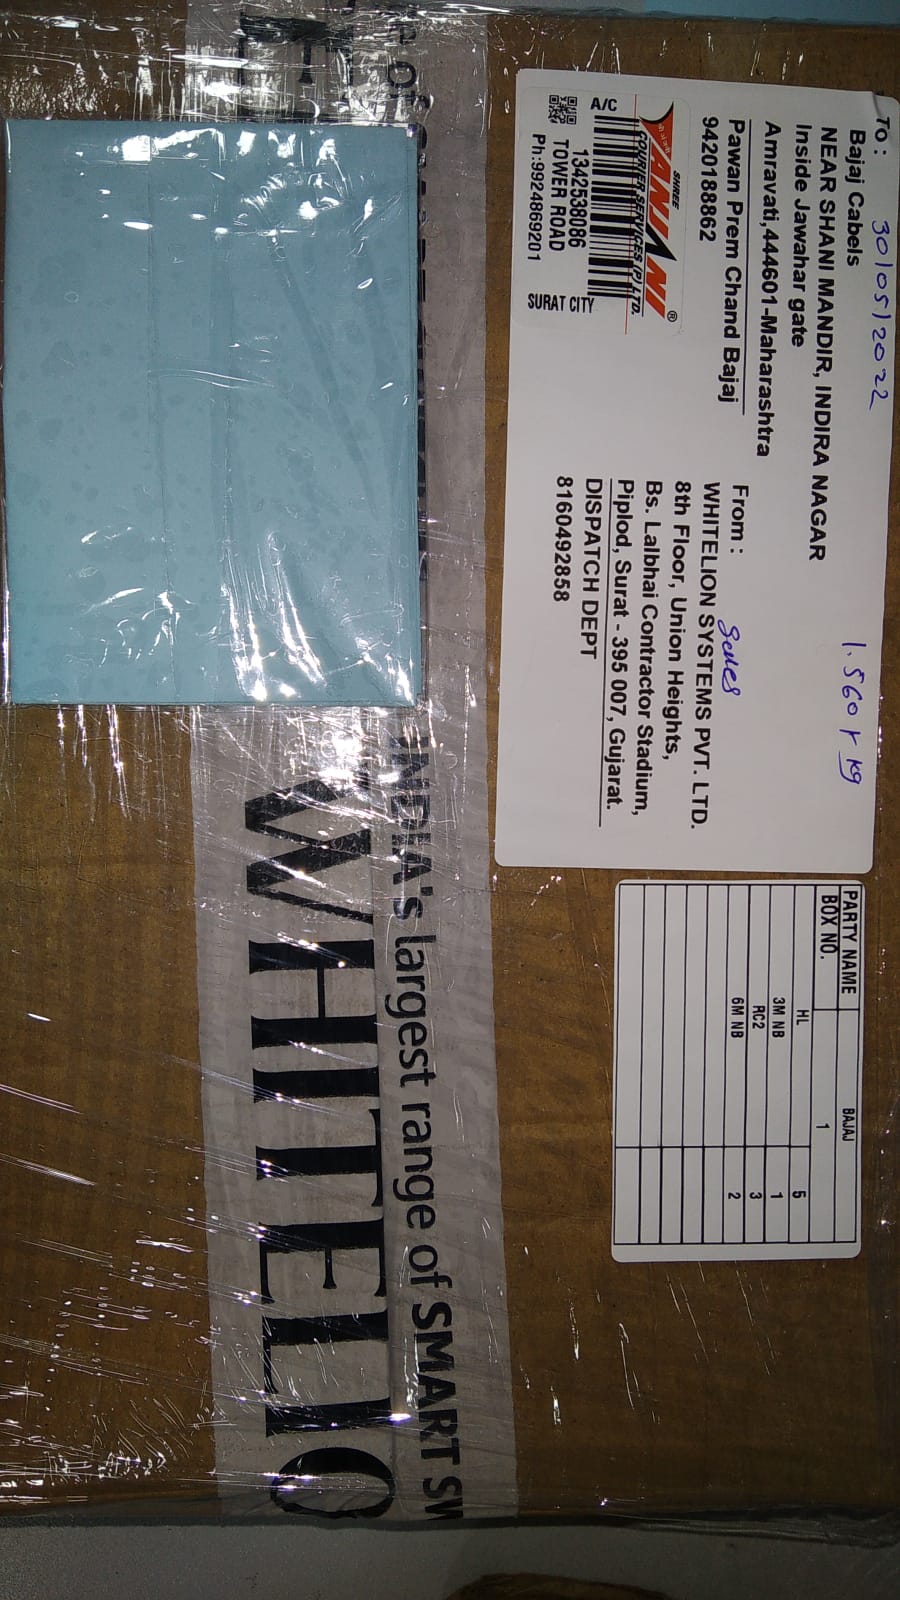 30/05/2022
1.560 kg
To :
Bajaj Cabels
NEAR SHANI MANDIR, INDIRA NAGAR
Inside Jawahar gate
Amravati,444601-Maharashtra
Pawan Prem Chand Bajaj
9420188862
SHREE
ANJANI®
COURIER SERVICES (P) LTD.
A/C
1342538086
TOWER ROAD
Ph:9924869201
SURAT CITY
From :
WHITELION SYSTEMS PVT. LTD.
8th Floor, Union Heights,
Bs. Lalbhai Contractor Stadium,
Piplod, Surat - 395 007, Gujarat.
DISPATCH DEPT
8160492858
PARTY NAME BAJAJ
BOX NO. 1
HL 5
3M NB 1
RC2 3
6M NB 2
INDIA's largest range of SMART SW
WHITELIO